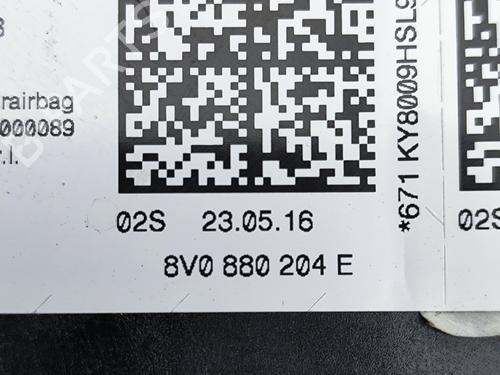 rairbag
000089
r.l.
02S 23.05.16
8V0 880 204 E
*671 KY8009HSL9
02S